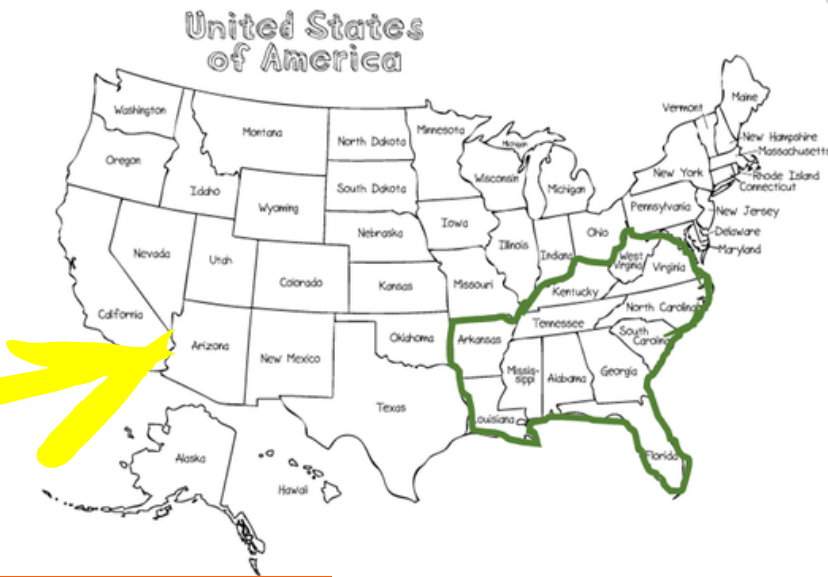 United States
of America
Washington
Montana
North Dakota
Minnesota
Michigan
Maine
Vermont
New Hampshire
Massachusetts
Oregon
Idaho
South Dakota
Wisconsin
Michigan
New York
Rhode Island
Connecticut
Wyoming
Iowa
Pennsylvania
New Jersey
Nevada
Utah
Nebraska
Illinois
Indiana
Ohio
Delaware
Maryland
Colorado
Kansas
Missouri
West
Virginia
Virginia
Kentucky
California
Arizona
New Mexico
Oklahoma
Arkansas
Tennessee
North Carolina
South
Carolina
Texas
Missis-
sippi
Alabama
Georgia
Louisiana
Florida
Alaska
Hawaii